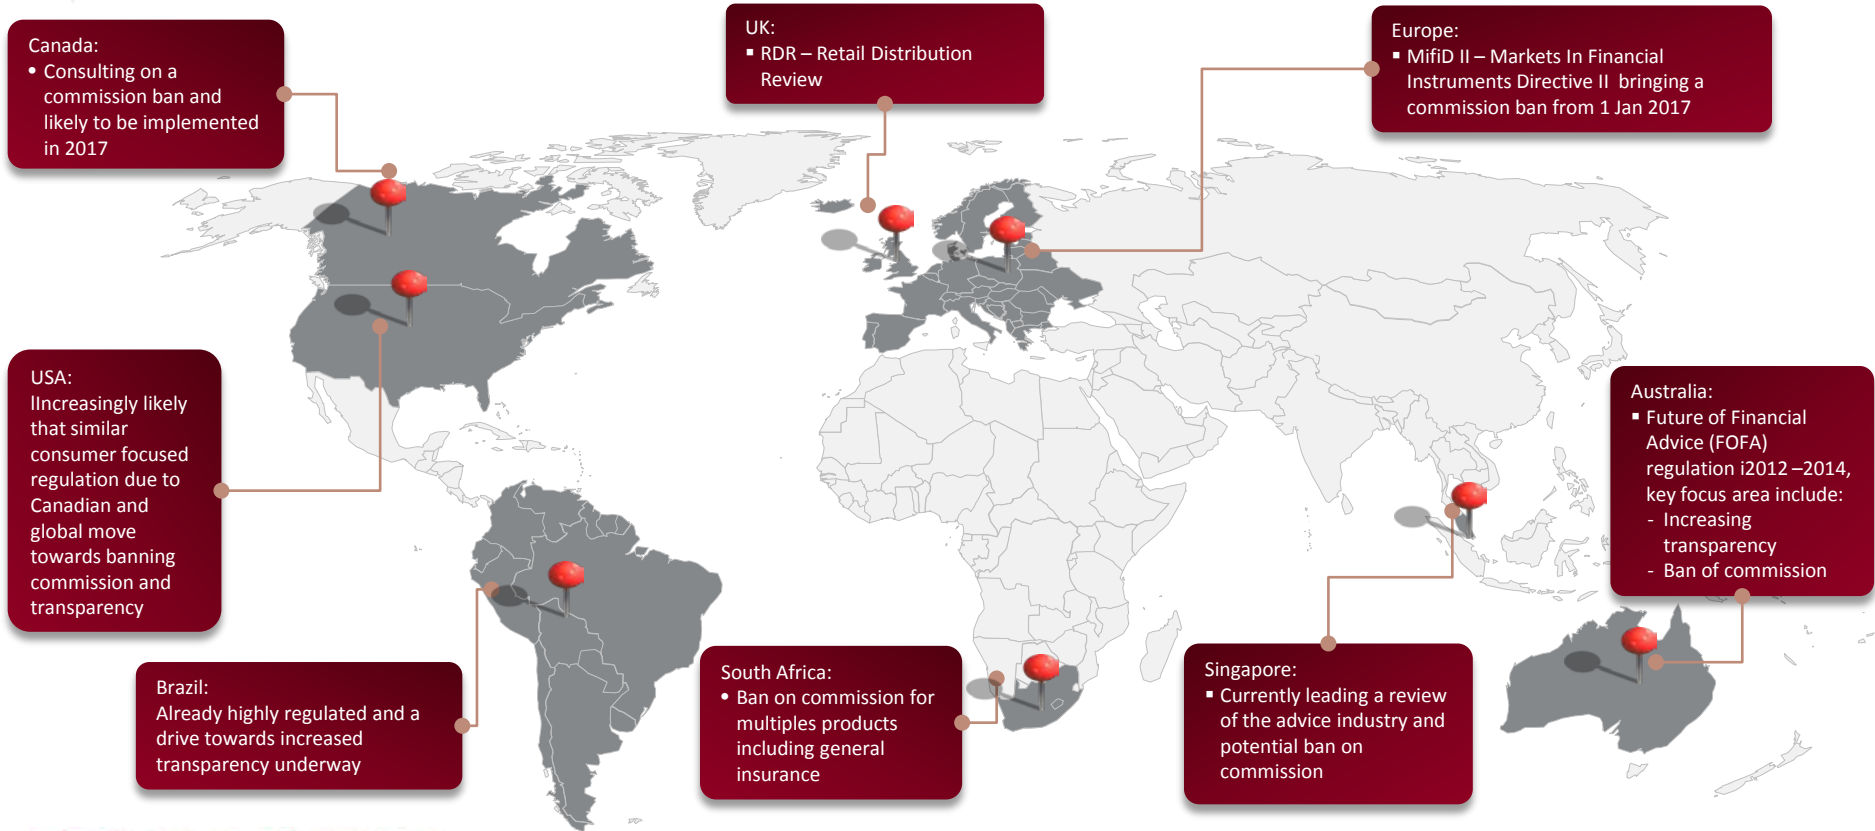 Canada:
• Consulting on a
commission ban and
likely to be implemented
in 2017
UK:
▪ RDR – Retail Distribution
Review
Europe:
▪ MifiD II – Markets In Financial
Instruments Directive II bringing a
commission ban from 1 Jan 2017
USA:
lIncreasingly likely
that similar
consumer focused
regulation due to
Canadian and
global move
towards banning
commission and
transparency
Australia:
▪ Future of Financial
Advice (FOFA)
regulation i2012 –2014,
key focus area include:
- Increasing
transparency
- Ban of commission
Brazil:
Already highly regulated and a
drive towards increased
transparency underway
South Africa:
• Ban on commission for
multiples products
including general
insurance
Singapore:
▪ Currently leading a review
of the advice industry and
potential ban on
commission